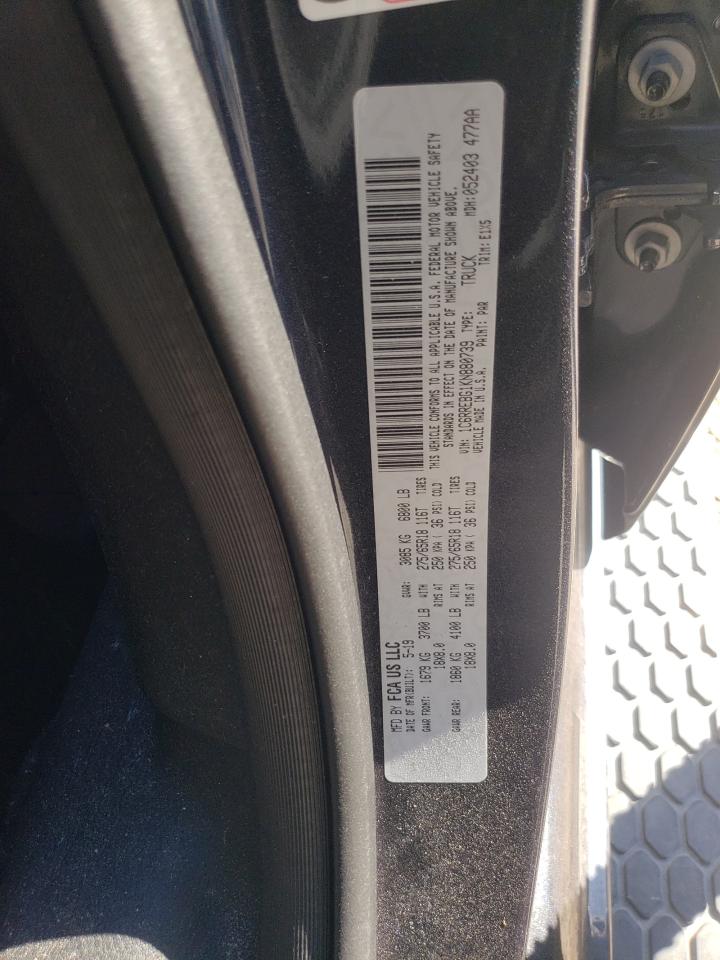 MFD BY FCA US LLC
DATE OF MFR(BUILT): 5-19 GVWR: 3085 KG 6800 LB
GAWR FRONT: 1679 KG 3700 LB WITH 275/65R18 116T TIRES
18X8.0 RIMS AT 250 KPA ( 36 PSI) COLD
GAWR REAR: 1860 KG 4100 LB WITH 275/65R18 116T TIRES
18X8.0 RIMS AT 250 KPA ( 36 PSI) COLD
THIS VEHICLE CONFORMS TO ALL APPLICABLE U.S.A. FEDERAL MOTOR VEHICLE SAFETY
STANDARDS IN EFFECT ON THE DATE OF MANUFACTURE SHOWN ABOVE.
VIN: 1C6RREBG1KN880739 TYPE: TRUCK MDH: 052403 477AA
VEHICLE MADE IN U.S.A. PAINT: PAR TRIM: E1X5